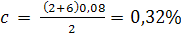 c = (2+6)0,08/2 = 0,32%